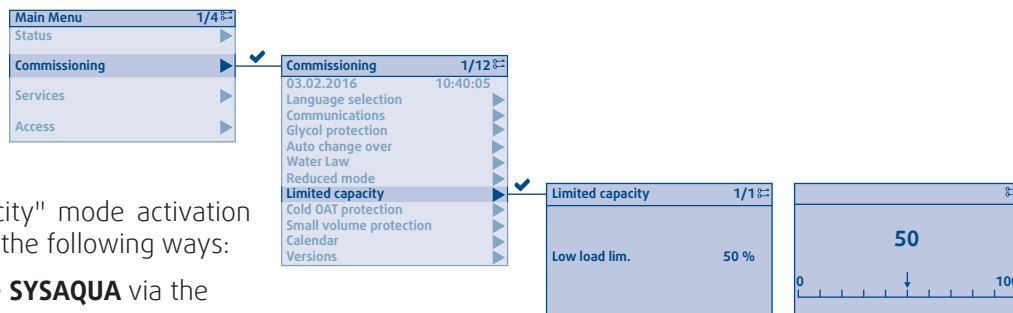 Main Menu 1/4
Status
Commissioning
Services
Access
Commissioning 1/12
03.02.2016 10:40:05
Language selection
Communications
Glycol protection
Auto change over
Water Law
Reduced mode
Limited capacity
Cold OAT protection
Small volume protection
Calendar
Versions
Limited capacity 1/1
Low load lim. 50 %
50
0 100
city" mode activation
the following ways:
SYSAQUA via the